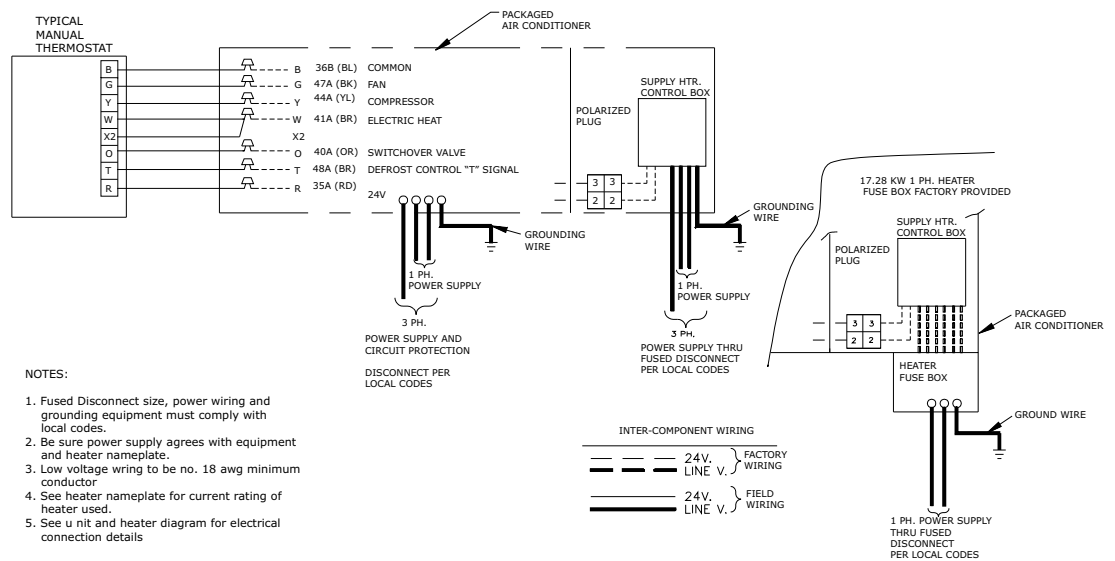 TYPICAL
MANUAL
THERMOSTAT
B
G
Y
W
X2
O
T
R
PACKAGED
AIR CONDITIONER
B 36B (BL) COMMON
G 47A (BK) FAN
Y 44A (YL) COMPRESSOR
W 41A (BR) ELECTRIC HEAT
X2
O 40A (OR) SWITCHOVER VALVE
T 48A (BR) DEFROST CONTROL "T" SIGNAL
R 35A (RD)
24V
SUPPLY HTR.
CONTROL BOX
POLARIZED
PLUG
3 3
2 2
GROUNDING
WIRE
1 PH.
POWER SUPPLY
3 PH.
POWER SUPPLY AND
CIRCUIT PROTECTION
DISCONNECT PER
LOCAL CODES
GROUNDING
WIRE
1 PH.
POWER SUPPLY
3 PH.
POWER SUPPLY THRU
FUSED DISCONNECT
PER LOCAL CODES
17.28 KW 1 PH. HEATER
FUSE BOX FACTORY PROVIDED
SUPPLY HTR.
CONTROL BOX
POLARIZED
PLUG
3 3
2 2
PACKAGED
AIR CONDITIONER
HEATER
FUSE BOX
GROUND WIRE
1 PH. POWER SUPPLY
THRU FUSED
DISCONNECT
PER LOCAL CODES
NOTES:
1. Fused Disconnect size, power wiring and
grounding equipment must comply with
local codes.
2. Be sure power supply agrees with equipment
and heater nameplate.
3. Low voltage wring to be no. 18 awg minimum
conductor
4. See heater nameplate for current rating of
heater used.
5. See u nit and heater diagram for electrical
connection details
INTER-COMPONENT WIRING
24V.
LINE V.
FACTORY
WIRING
24V.
LINE V.
FIELD
WIRING